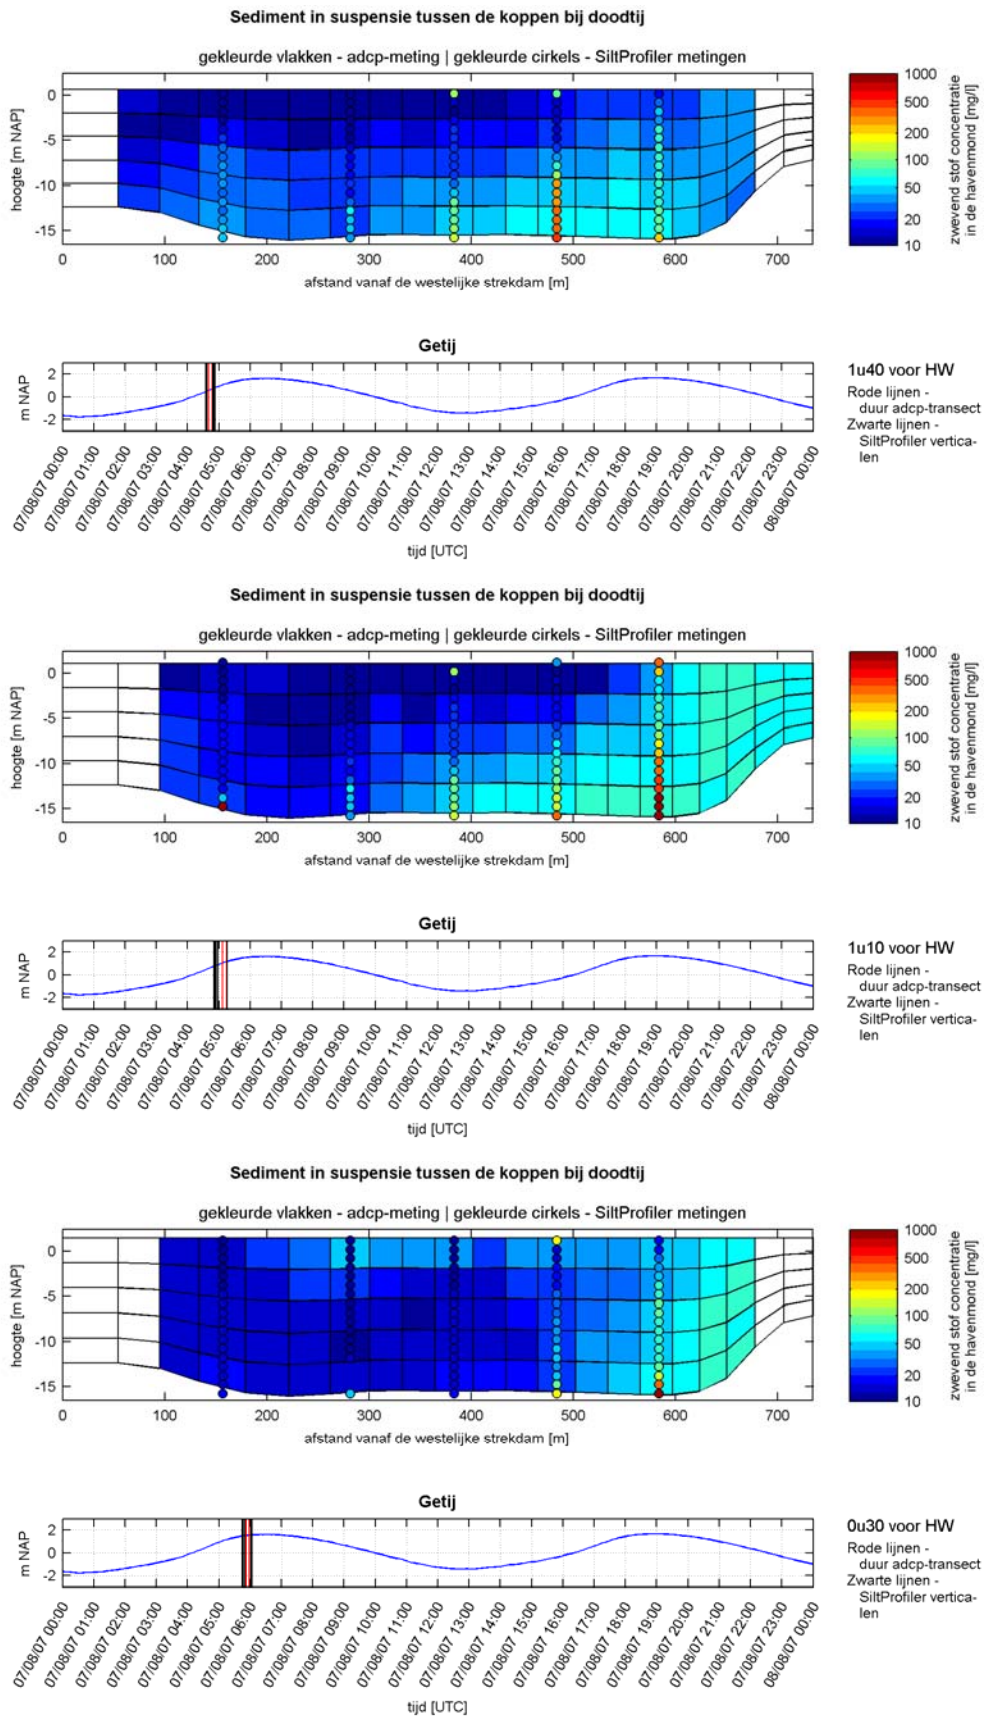 Sediment in suspensie tussen de koppen bij doodtij
gekleurde vlakken - adcp-meting | gekleurde cirkels - SiltProfiler metingen
hoogte [m NAP]
0
-5
-10
-15
0 100 200 300 400 500 600 700
afstand vanaf de westelijke strekdam [m]
1000
500
200
100
50
20
10
zwevend stof concentratie
in de havenmond [mg/l]
Getij
m NAP
2
0
-2
07/08/07 00:00 07/08/07 01:00 07/08/07 02:00 07/08/07 03:00 07/08/07 04:00 07/08/07 05:00 07/08/07 06:00 07/08/07 07:00 07/08/07 08:00 07/08/07 09:00 07/08/07 10:00 07/08/07 11:00 07/08/07 12:00 07/08/07 13:00 07/08/07 14:00 07/08/07 15:00 07/08/07 16:00 07/08/07 17:00 07/08/07 18:00 07/08/07 19:00 07/08/07 20:00 07/08/07 21:00 07/08/07 22:00 07/08/07 23:00 08/08/07 00:00
tijd [UTC]
1u40 voor HW
Rode lijnen -
duur adcp-transect
Zwarte lijnen -
SiltProfiler vertica-
len
Sediment in suspensie tussen de koppen bij doodtij
gekleurde vlakken - adcp-meting | gekleurde cirkels - SiltProfiler metingen
hoogte [m NAP]
0
-5
-10
-15
0 100 200 300 400 500 600 700
afstand vanaf de westelijke strekdam [m]
1000
500
200
100
50
20
10
zwevend stof concentratie
in de havenmond [mg/l]
Getij
m NAP
2
0
-2
07/08/07 00:00 07/08/07 01:00 07/08/07 02:00 07/08/07 03:00 07/08/07 04:00 07/08/07 05:00 07/08/07 06:00 07/08/07 07:00 07/08/07 08:00 07/08/07 09:00 07/08/07 10:00 07/08/07 11:00 07/08/07 12:00 07/08/07 13:00 07/08/07 14:00 07/08/07 15:00 07/08/07 16:00 07/08/07 17:00 07/08/07 18:00 07/08/07 19:00 07/08/07 20:00 07/08/07 21:00 07/08/07 22:00 07/08/07 23:00 08/08/07 00:00
tijd [UTC]
1u10 voor HW
Rode lijnen -
duur adcp-transect
Zwarte lijnen -
SiltProfiler vertica-
len
Sediment in suspensie tussen de koppen bij doodtij
gekleurde vlakken - adcp-meting | gekleurde cirkels - SiltProfiler metingen
hoogte [m NAP]
0
-5
-10
-15
0 100 200 300 400 500 600 700
afstand vanaf de westelijke strekdam [m]
1000
500
200
100
50
20
10
zwevend stof concentratie
in de havenmond [mg/l]
Getij
m NAP
2
0
-2
07/08/07 00:00 07/08/07 01:00 07/08/07 02:00 07/08/07 03:00 07/08/07 04:00 07/08/07 05:00 07/08/07 06:00 07/08/07 07:00 07/08/07 08:00 07/08/07 09:00 07/08/07 10:00 07/08/07 11:00 07/08/07 12:00 07/08/07 13:00 07/08/07 14:00 07/08/07 15:00 07/08/07 16:00 07/08/07 17:00 07/08/07 18:00 07/08/07 19:00 07/08/07 20:00 07/08/07 21:00 07/08/07 22:00 07/08/07 23:00 08/08/07 00:00
tijd [UTC]
0u30 voor HW
Rode lijnen -
duur adcp-transect
Zwarte lijnen -
SiltProfiler vertica-
len